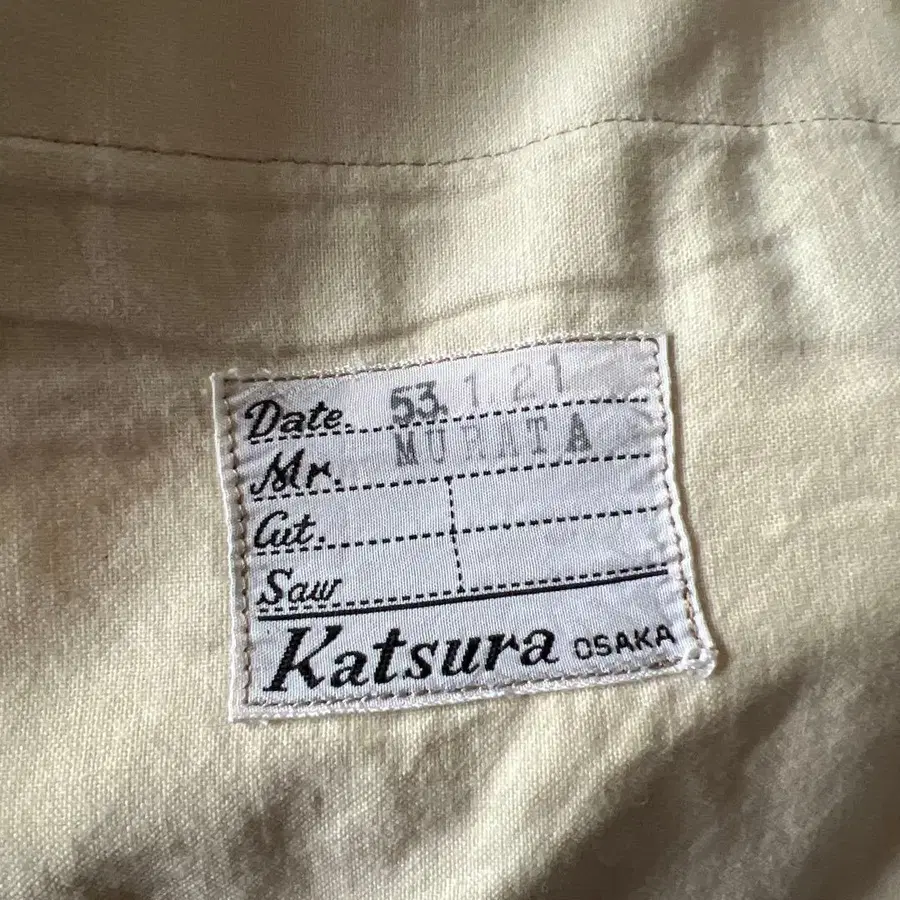 Date. 53.1.21
Mr. MURATA
Cut.
Saw
Katsura OSAKA